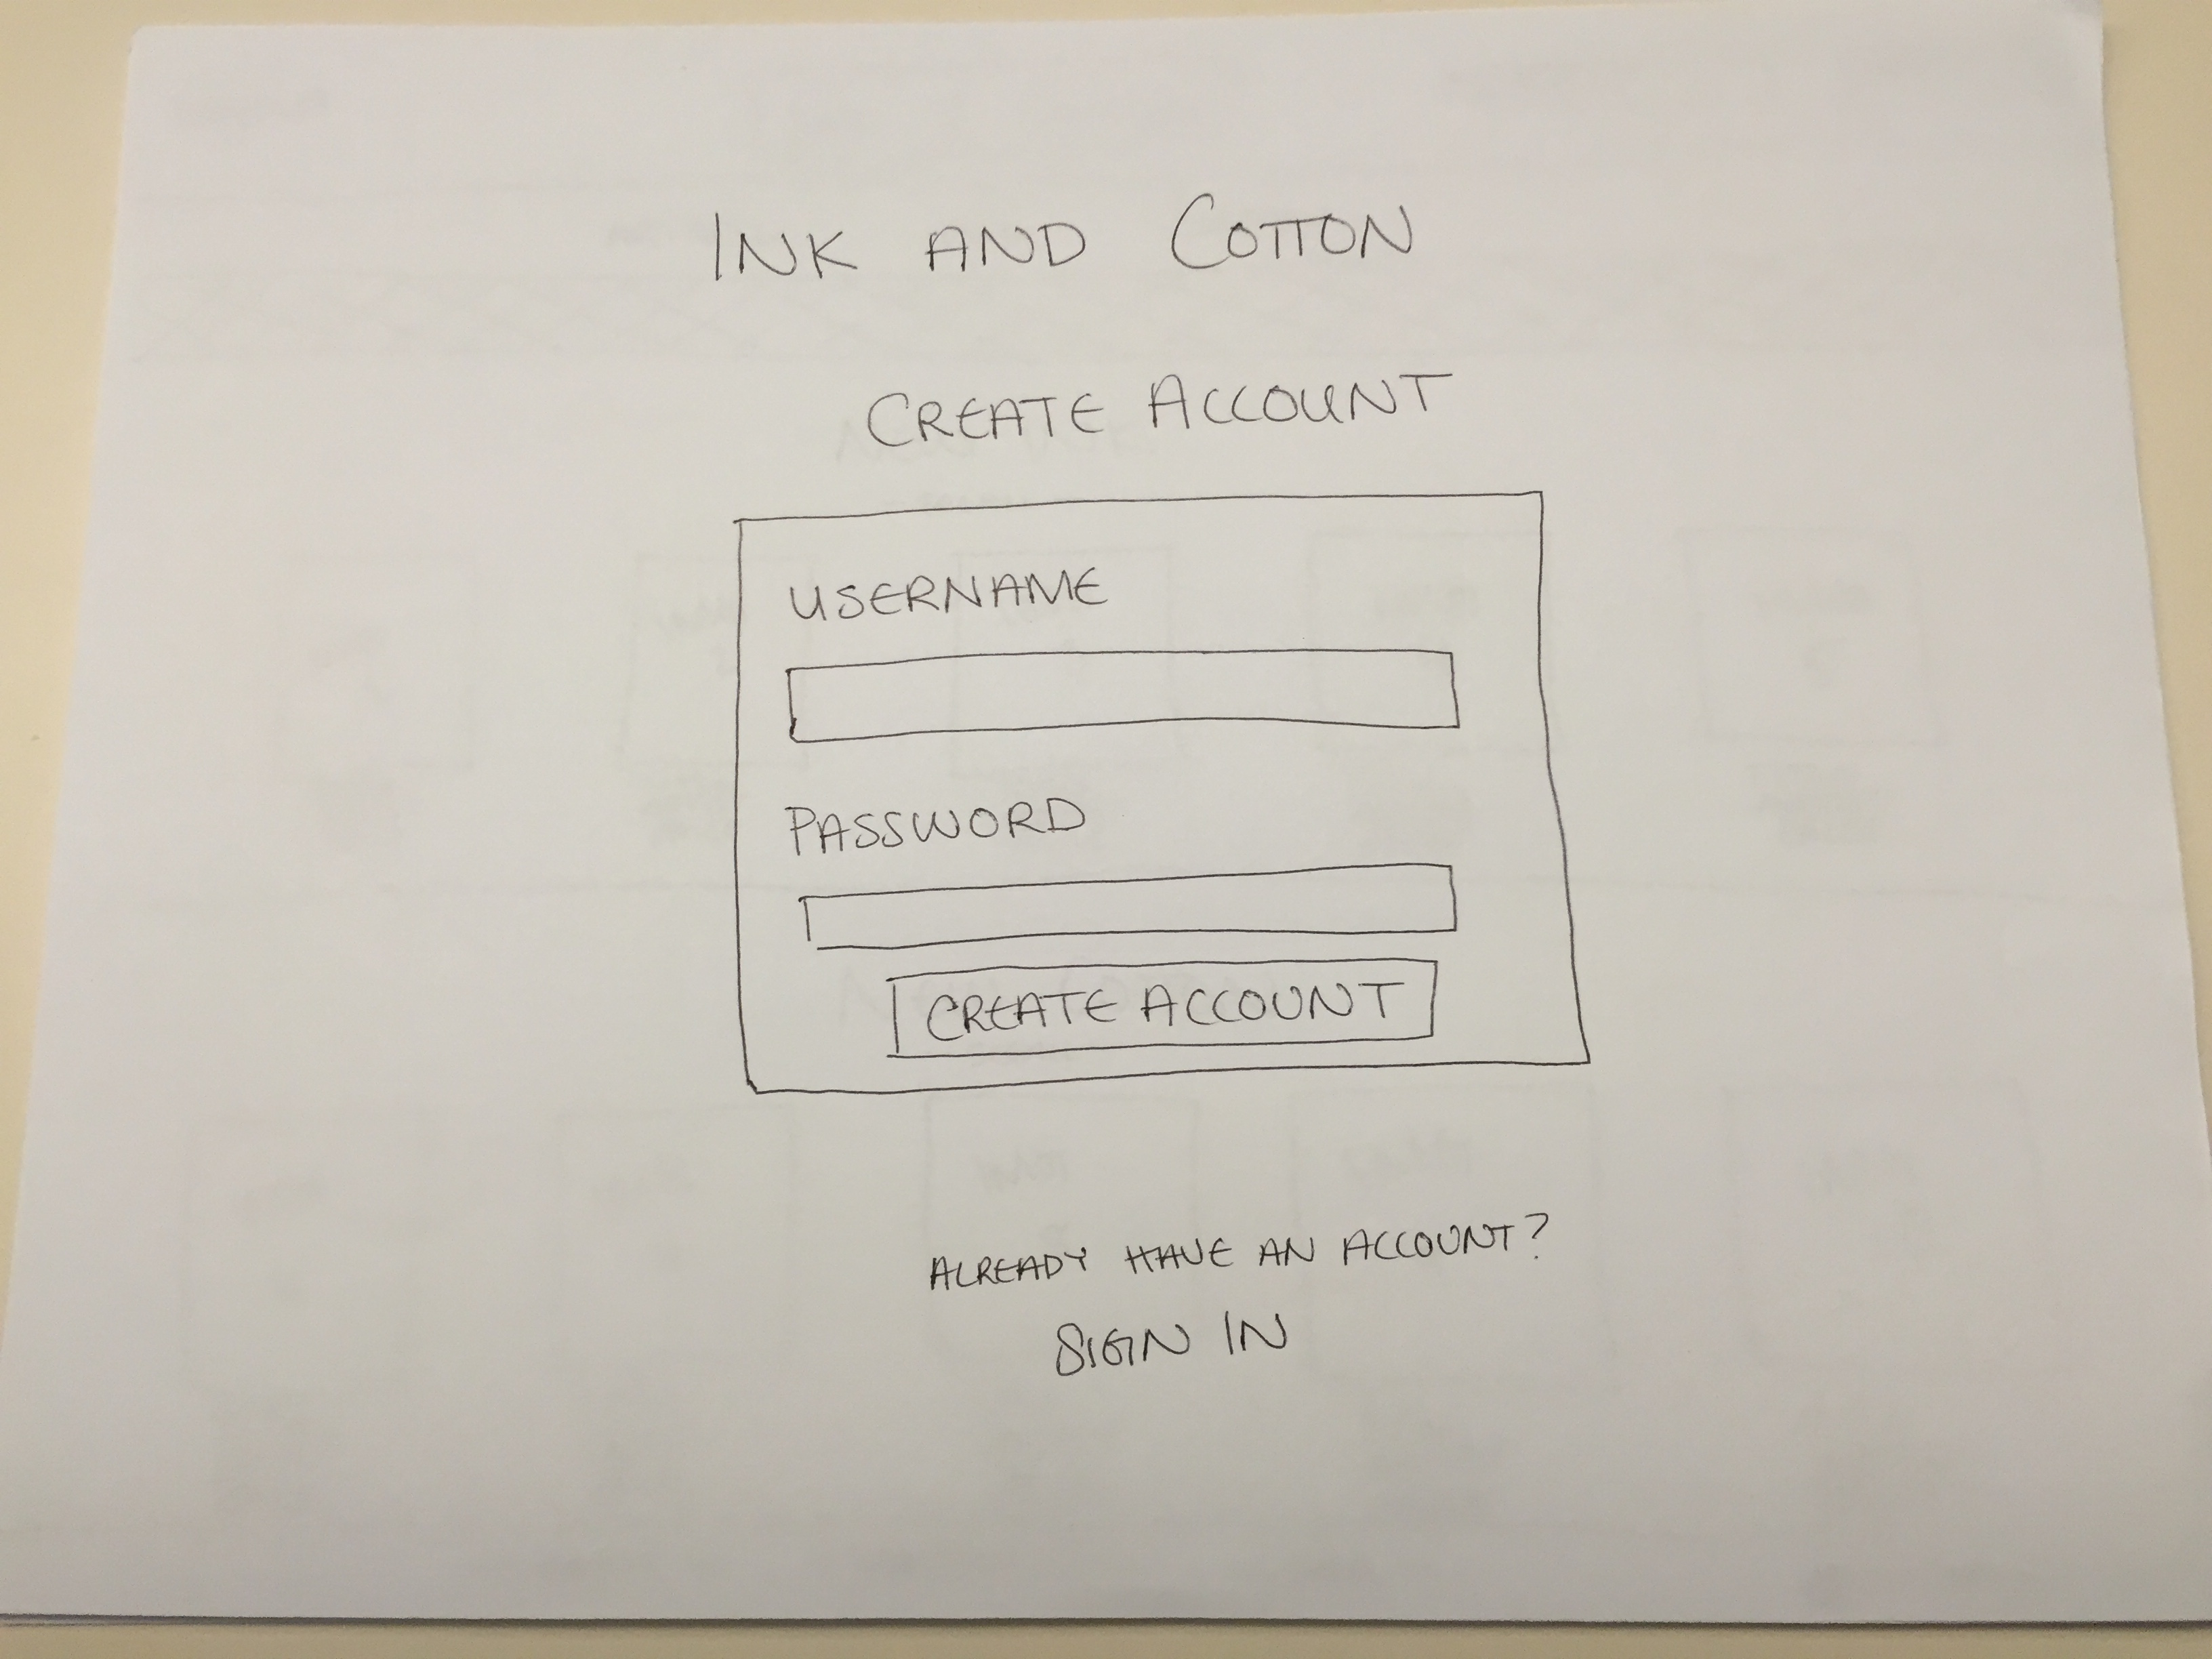 INK AND COTTON
CREATE ACCOUNT
USERNAME
PASSWORD
CREATE ACCOUNT
ALREADY HAVE AN ACCOUNT?
SIGN IN